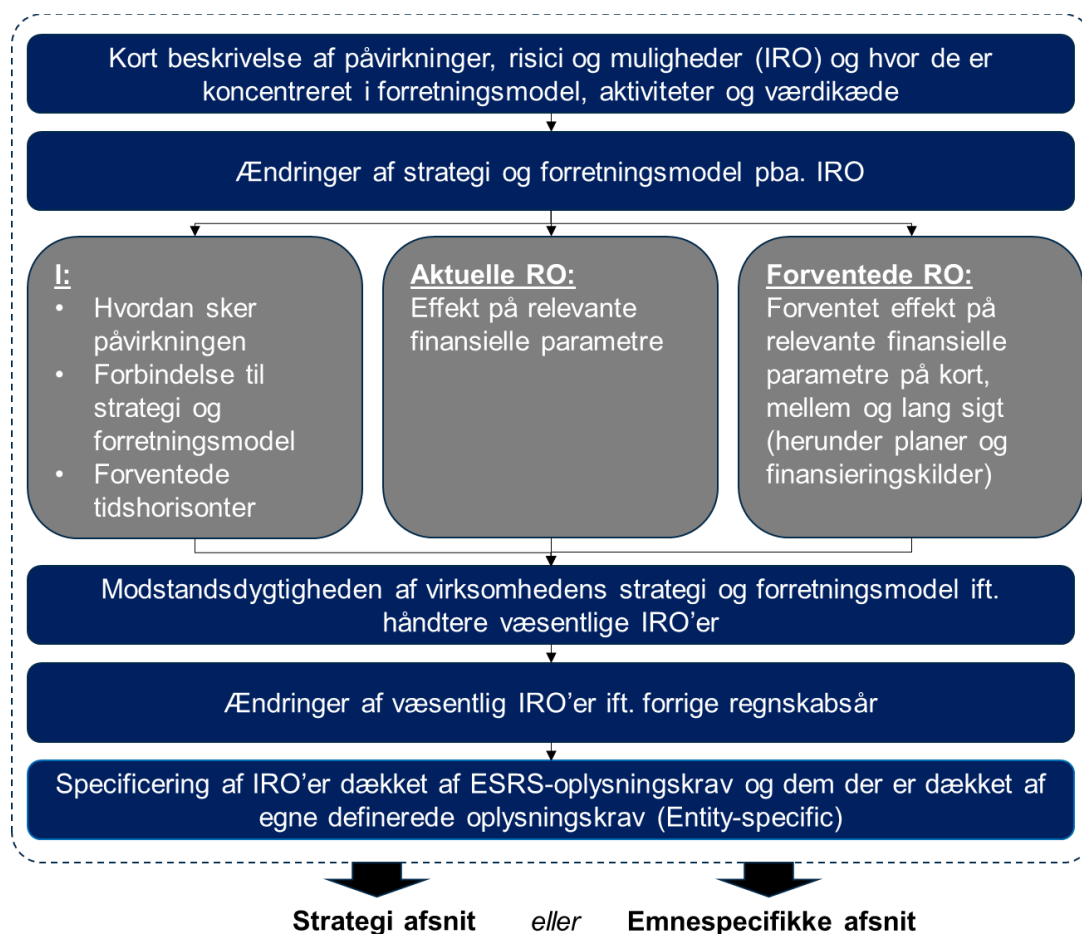 Kort beskrivelse af påvirkninger, risici og muligheder (IRO) og hvor de er
koncentreret i forretningsmodel, aktiviteter og værdikæde
Ændringer af strategi og forretningsmodel pba. IRO
I:
• Hvordan sker
påvirkningen
• Forbindelse til
strategi og
forretningsmodel
• Forventede
tidshorisonter
Aktuelle RO:
Effekt på relevante
finansielle parametre
Forventede RO:
Forventet effekt på
relevante finansielle
parametre på kort,
mellem og lang sigt
(herunder planer og
finansieringskilder)
Modstandsdygtigheden af virksomhedens strategi og forretningsmodel ift.
håndtere væsentlige IRO’er
Ændringer af væsentlig IRO’er ift. forrige regnskabsår
Specificering af IRO’er dækket af ESRS-oplysningskrav og dem der er dækket af
egne definerede oplysningskrav (Entity-specific)
Strategi afsnit eller Emnespecifikke afsnit